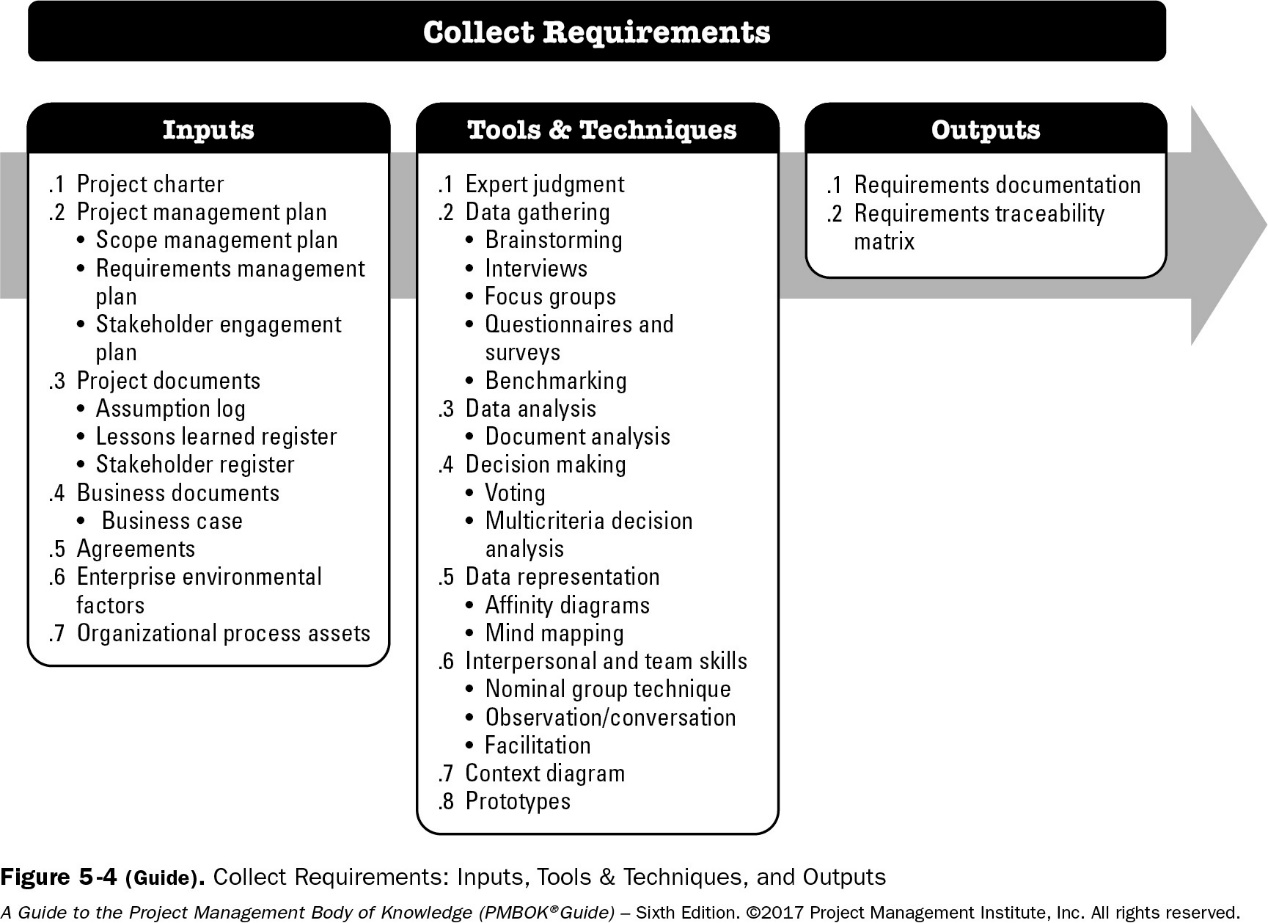 Collect Requirements
Inputs
.1 Project charter
.2 Project management plan
• Scope management plan
• Requirements management
plan
• Stakeholder engagement
plan
.3 Project documents
• Assumption log
• Lessons learned register
• Stakeholder register
.4 Business documents
• Business case
.5 Agreements
.6 Enterprise environmental
factors
.7 Organizational process assets
Tools & Techniques
.1 Expert judgment
.2 Data gathering
• Brainstorming
• Interviews
• Focus groups
• Questionnaires and
surveys
• Benchmarking
.3 Data analysis
• Document analysis
.4 Decision making
• Voting
• Multicriteria decision
analysis
.5 Data representation
• Affinity diagrams
• Mind mapping
.6 Interpersonal and team skills
• Nominal group technique
• Observation/conversation
• Facilitation
.7 Context diagram
.8 Prototypes
Outputs
.1 Requirements documentation
.2 Requirements traceability
matrix
Figure 5-4 (Guide). Collect Requirements: Inputs, Tools & Techniques, and Outputs
A Guide to the Project Management Body of Knowledge (PMBOK® Guide) – Sixth Edition. ©2017 Project Management Institute, Inc. All rights reserved.